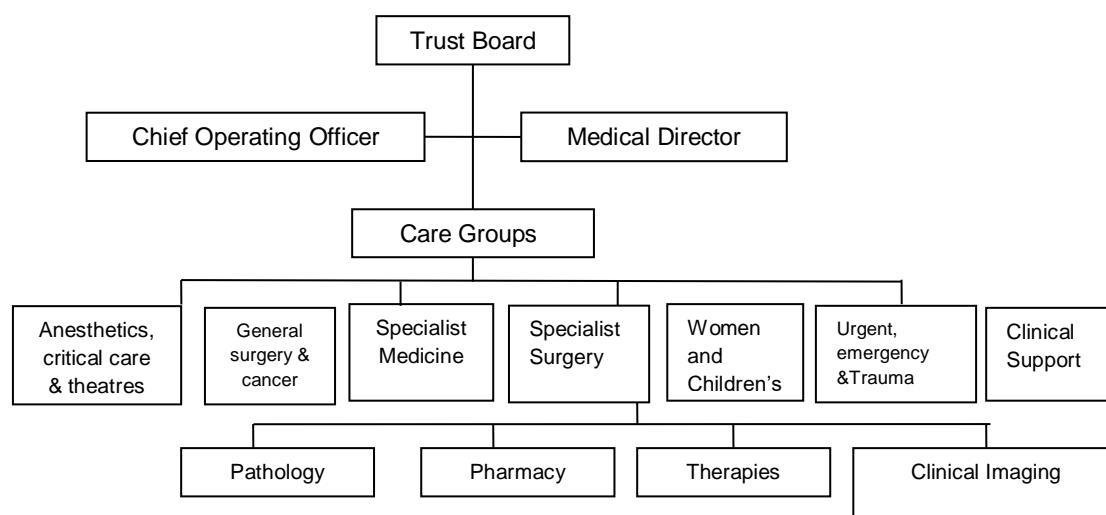 Trust Board
Chief Operating Officer
Medical Director
Care Groups
Anesthetics,
critical care
& theatres
General
surgery &
cancer
Specialist
Medicine
Specialist
Surgery
Women
and
Children’s
Urgent,
emergency
&Trauma
Clinical
Support
Pathology
Pharmacy
Therapies
Clinical Imaging